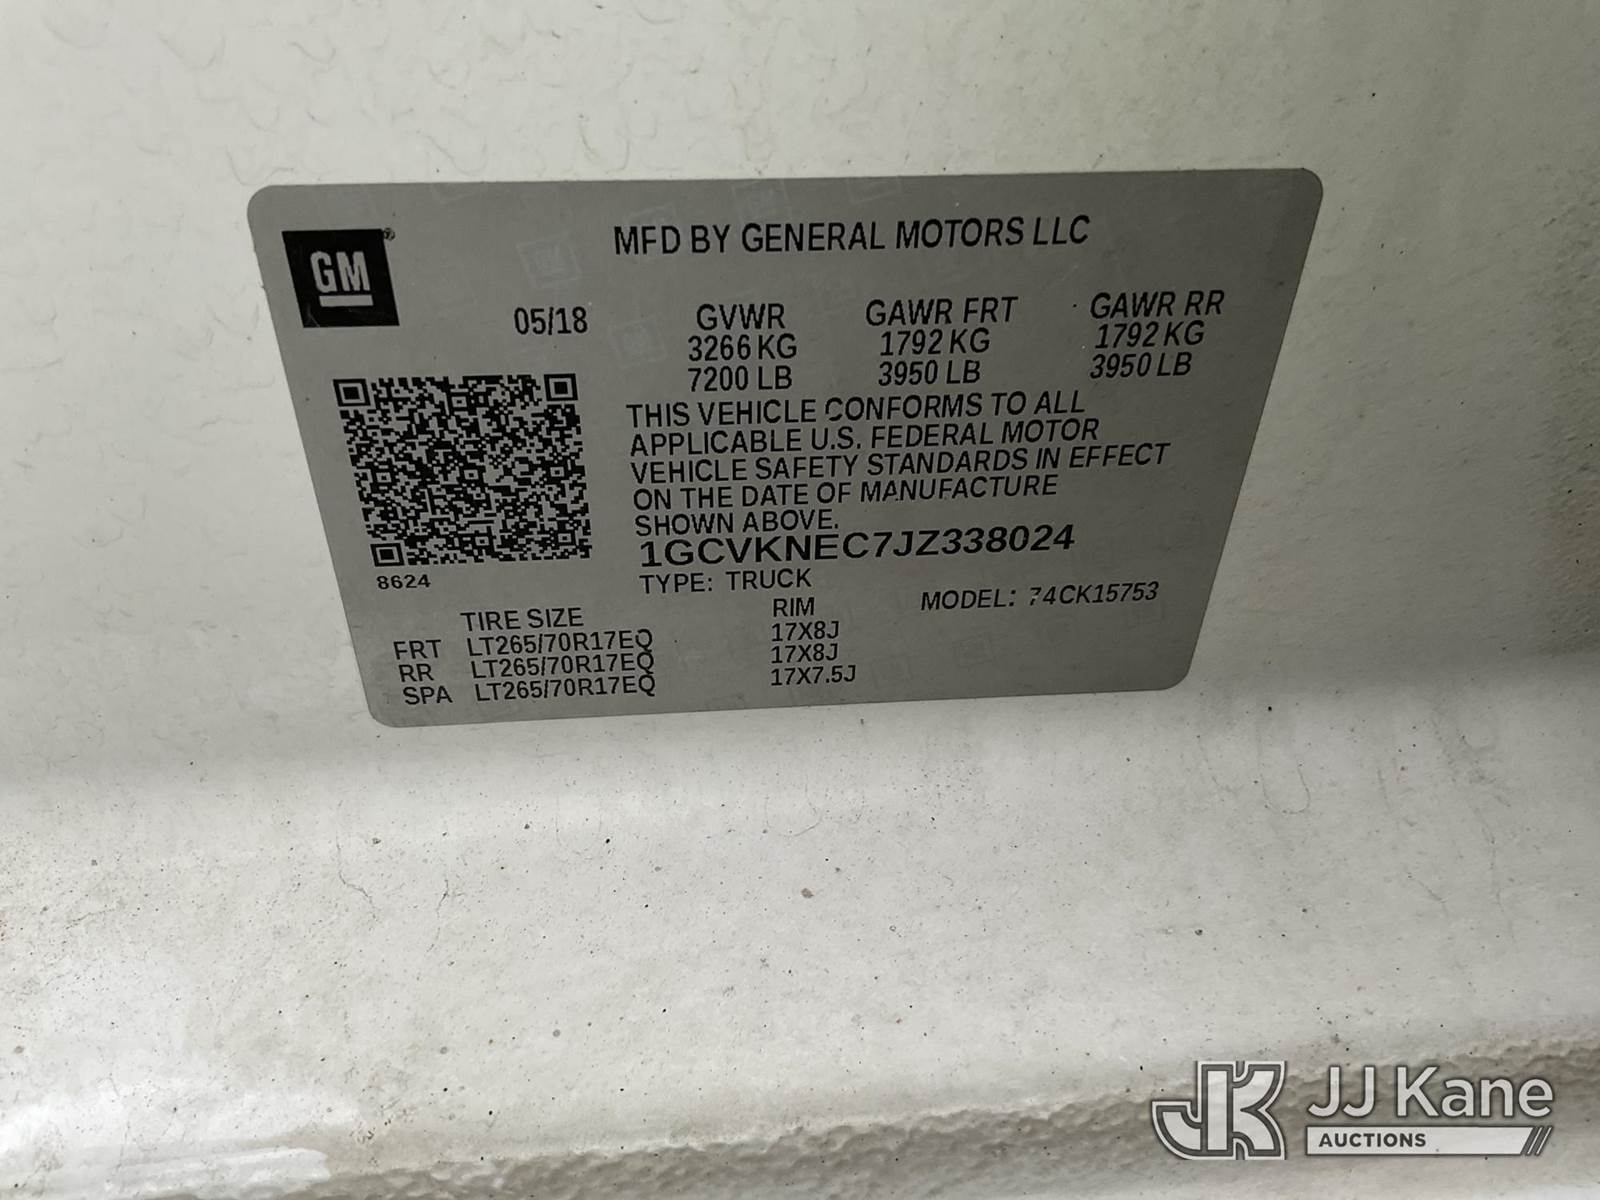 GM®
MFD BY GENERAL MOTORS LLC
05/18 GVWR GAWR FRT GAWR RR
3266 KG 1792 KG 1792 KG
7200 LB 3950 LB 3950 LB
THIS VEHICLE CONFORMS TO ALL
APPLICABLE U.S. FEDERAL MOTOR
VEHICLE SAFETY STANDARDS IN EFFECT
ON THE DATE OF MANUFACTURE
SHOWN ABOVE.
1GCVKNEC7JZ338024
8624 TYPE: TRUCK
MODEL: 74CK15753
TIRE SIZE RIM
FRT LT265/70R17EQ 17X8J
RR LT265/70R17EQ 17X8J
SPA LT265/70R17EQ 17X7.5J
JK JJ Kane
AUCTIONS